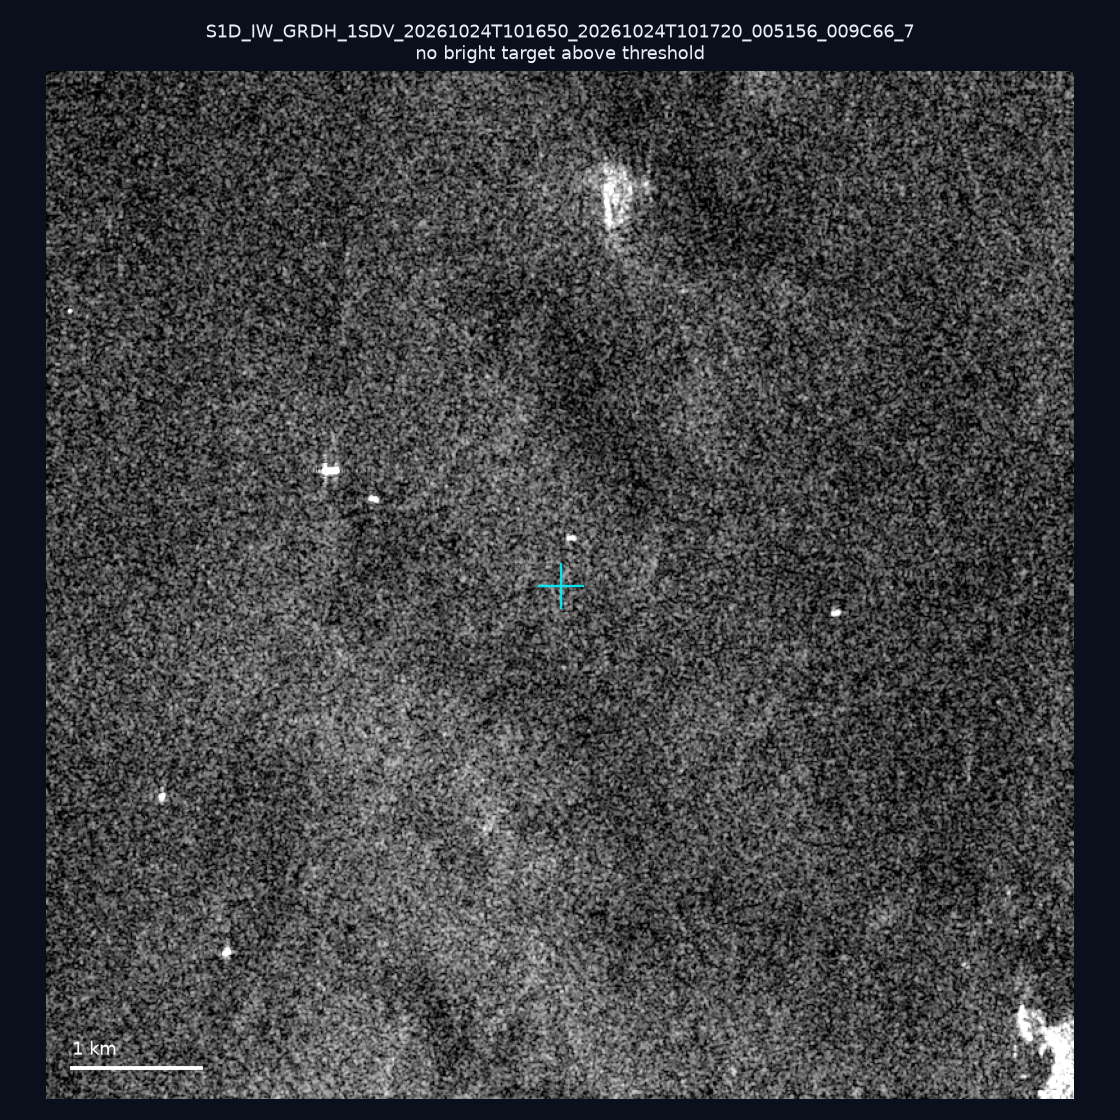 S1D_IW_GRDH_1SDV_20261024T101650_20261024T101720_005156_009C66_7
no bright target above threshold
1 km